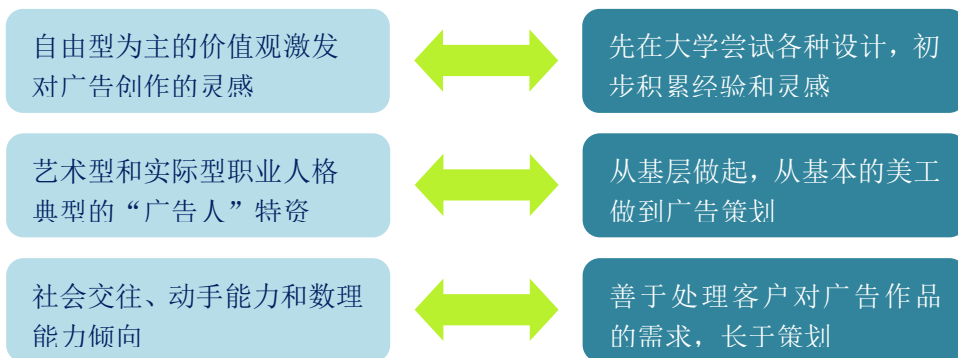 自由型为主的价值观激发
对广告创作的灵感
先在大学尝试各种设计，初
步积累经验和灵感
艺术型和实际型职业人格
典型的“广告人”特资
从基层做起，从基本的美工
做到广告策划
社会交往、动手能力和数理
能力倾向
善于处理客户对广告作品
的需求，长于策划